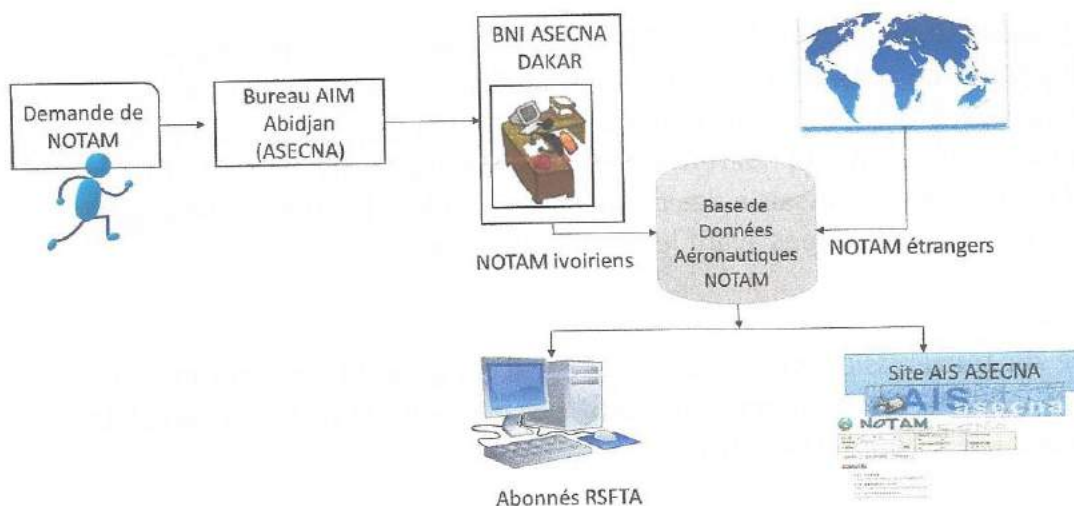 Demande de
NOTAM
Bureau AIM
Abidjan
(ASECNA)
BNI ASECNA
DAKAR
NOTAM ivoiriens
Base de
Données
Aéronautiques
NOTAM
NOTAM étrangers
Abonnés RSFTA
Site AIS ASECNA
AIS
asecna
NOTAM